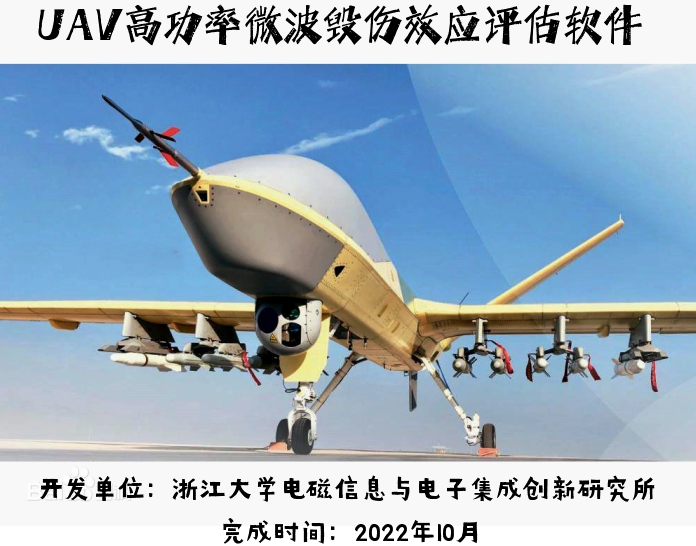 UAV高功率微波毁伤效应评估软件
开发单位：浙江大学电磁信息与电子集成创新研究所
完成时间：2022年10月